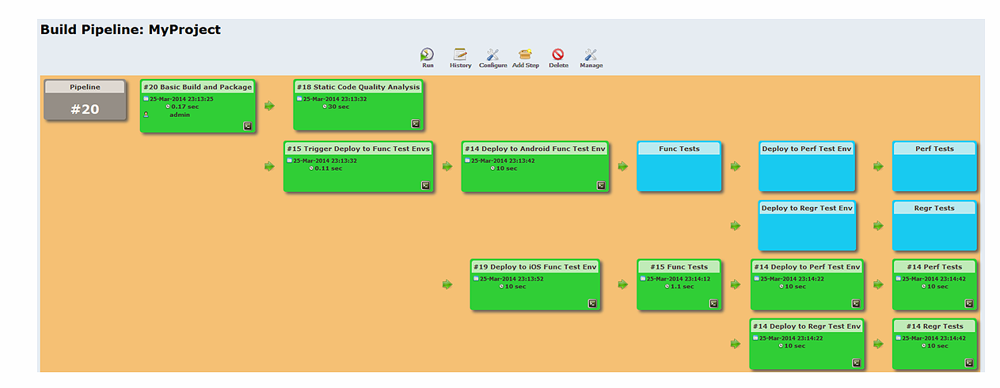 Build Pipeline: MyProject
Run History Configure Add Step Delete Manage
Pipeline
#20
#20 Basic Build and Package
25-Mar-2014 23:13:25
0.17 sec
admin
#18 Static Code Quality Analysis
25-Mar-2014 23:13:32
30 sec
#15 Trigger Deploy to Func Test Envs
25-Mar-2014 23:13:32
0.11 sec
#14 Deploy to Android Func Test Env
25-Mar-2014 23:13:42
10 sec
Func Tests
Deploy to Perf Test Env
Perf Tests
Deploy to Regr Test Env
Regr Tests
#19 Deploy to iOS Func Test Env
25-Mar-2014 23:13:52
10 sec
#15 Func Tests
25-Mar-2014 23:14:12
1.1 sec
#14 Deploy to Perf Test Env
25-Mar-2014 23:14:22
10 sec
#14 Perf Tests
25-Mar-2014 23:14:42
10 sec
#14 Deploy to Regr Test Env
25-Mar-2014 23:14:22
10 sec
#14 Regr Tests
25-Mar-2014 23:14:42
10 sec